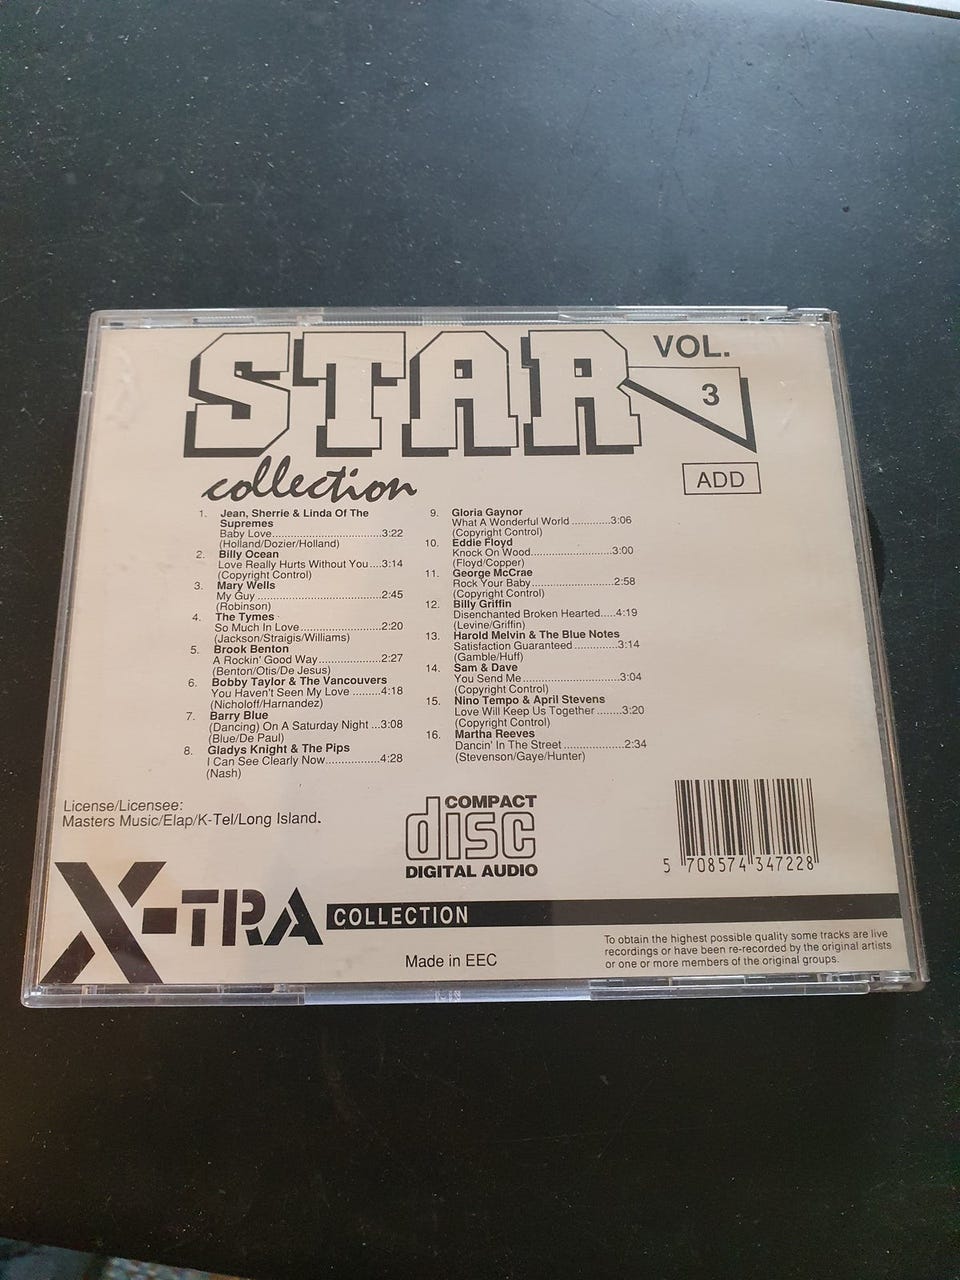 STAR
VOL.
3
collection
ADD
1. Jean, Sherrie & Linda Of The
Supremes
Baby Love..............................3:22
(Holland/Dozier/Holland)
2. Billy Ocean
Love Really Hurts Without You....3:14
(Copyright Control)
3. Mary Wells
My Guy ..................................2:45
(Robinson)
4. The Tymes
So Much In Love......................2:20
(Jackson/Straigis/Williams)
5. Brook Benton
A Rockin' Good Way.................2:27
(Benton/Otis/De Jesus)
6. Bobby Taylor & The Vancouvers
You Haven't Seen My Love ........4:18
(Nicholoff/Harnandez)
7. Barry Blue
(Dancing) On A Saturday Night ...3:08
(Blue/De Paul)
8. Gladys Knight & The Pips
I Can See Clearly Now...............4:28
(Nash)
9. Gloria Gaynor
What A Wonderful World ............3:06
(Copyright Control)
10. Eddie Floyd
Knock On Wood.......................3:00
(Floyd/Copper)
11. George McCrae
Rock Your Baby.......................2:58
(Copyright Control)
12. Billy Griffin
Disenchanted Broken Hearted.....4:19
(Levine/Griffin)
13. Harold Melvin & The Blue Notes
Satisfaction Guaranteed .............3:14
(Gamble/Huff)
14. Sam & Dave
You Send Me..........................3:04
(Copyright Control)
15. Nino Tempo & April Stevens
Love Will Keep Us Together .......3:20
(Copyright Control)
16. Martha Reeves
Dancin' In The Street .................2:34
(Stevenson/Gaye/Hunter)
License/Licensee:
Masters Music/Elap/K-Tel/Long Island.
COMPACT
disc
DIGITAL AUDIO
5 708574 347228
X-TRA COLLECTION
Made in EEC
To obtain the highest possible quality some tracks are live
recordings or have been re-recorded by the original artists
or one or more members of the original groups.